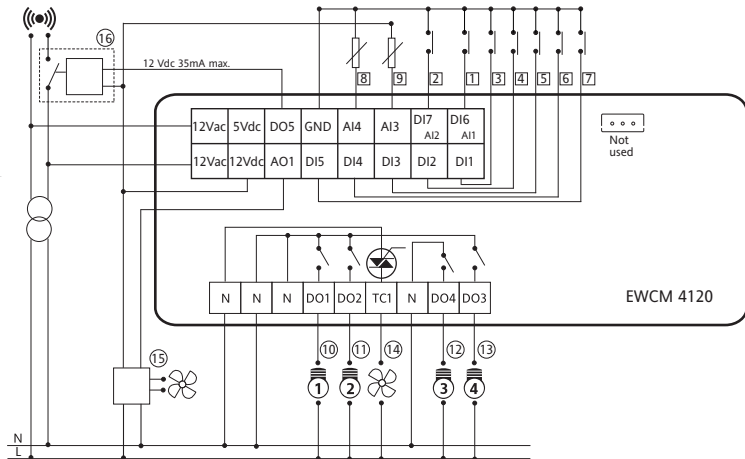 16
12 Vdc 35mA max.
8 9 2 1 3 4 5 6 7
12Vac 5Vdc DO5 GND AI4 AI3 DI7 AI2 DI6 AI1
12Vac 12Vdc AO1 DI5 DI4 DI3 DI2 DI1
Not
used
N N N DO1 DO2 TC1 N DO4 DO3
EWCM 4120
15 10 11 14 12 13
1 2 3 4
N
L